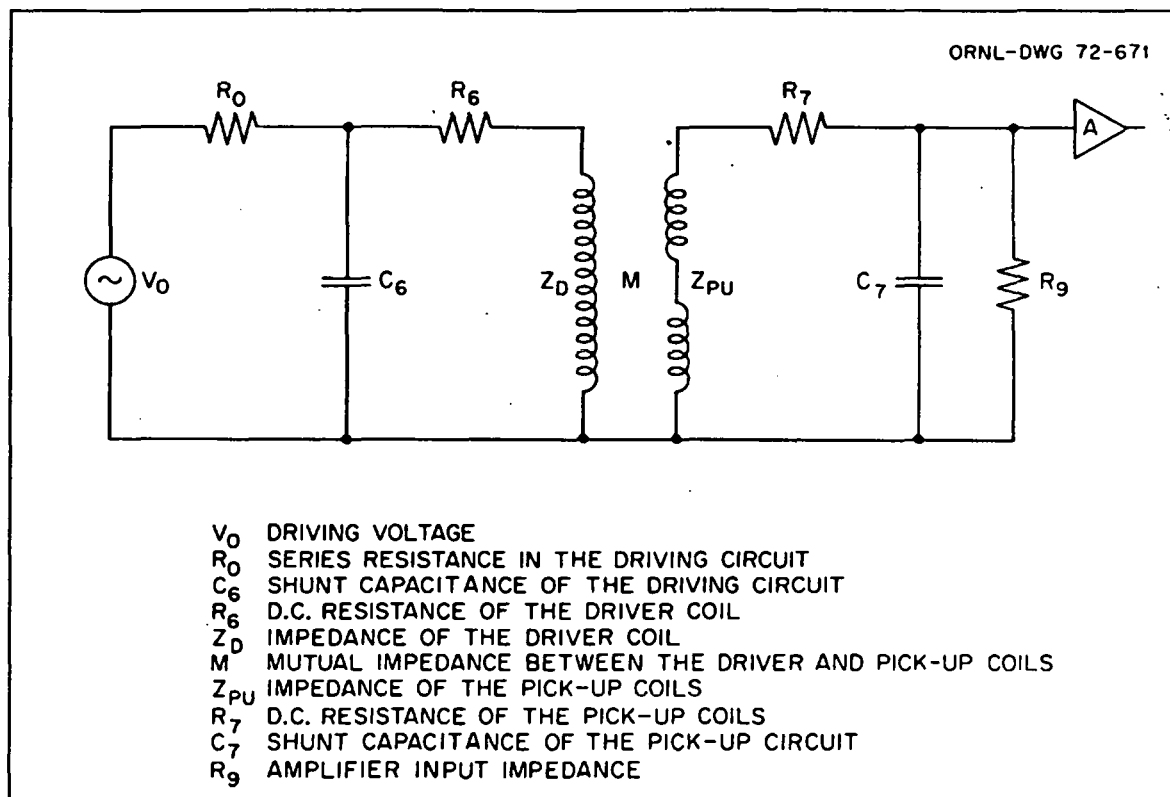 ORNL-DWG 72-671
R0 R6 R7
A
V0 C6 ZD M ZPU C7 R9
V0 DRIVING VOLTAGE
R0 SERIES RESISTANCE IN THE DRIVING CIRCUIT
C6 SHUNT CAPACITANCE OF THE DRIVING CIRCUIT
R6 D.C. RESISTANCE OF THE DRIVER COIL
ZD IMPEDANCE OF THE DRIVER COIL
M MUTUAL IMPEDANCE BETWEEN THE DRIVER AND PICK-UP COILS
ZPU IMPEDANCE OF THE PICK-UP COILS
R7 D.C. RESISTANCE OF THE PICK-UP COILS
C7 SHUNT CAPACITANCE OF THE PICK-UP CIRCUIT
R9 AMPLIFIER INPUT IMPEDANCE